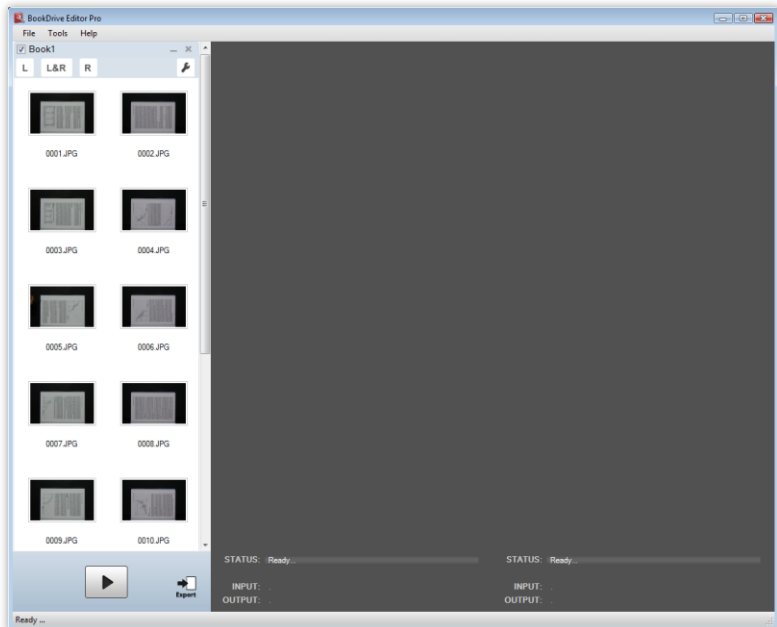 BookDrive Editor Pro
File Tools Help
Book1
L L&R R
0001.JPG 0002.JPG
0003.JPG 0004.JPG
0005.JPG 0006.JPG
0007.JPG 0008.JPG
0009.JPG 0010.JPG
Export
STATUS: Ready... STATUS: Ready...
INPUT: . INPUT: .
OUTPUT: . OUTPUT: .
Ready ...